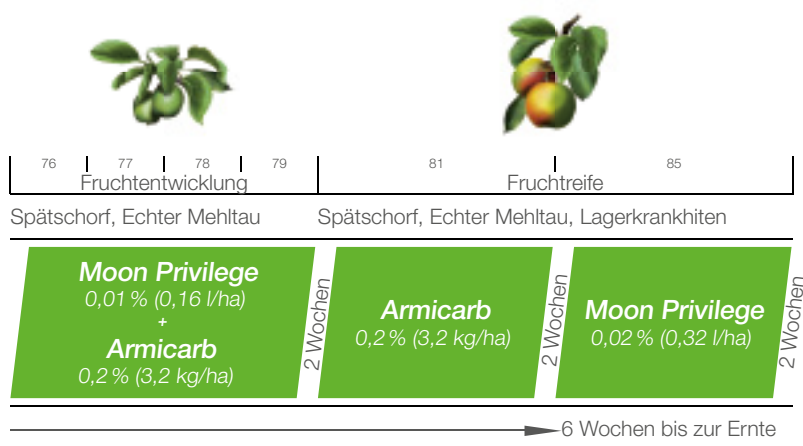 76 77 78 79 81 85
Fruchtentwicklung Fruchtreife
Spätschorf, Echter Mehltau Spätschorf, Echter Mehltau, Lagerkrankhiten
Moon Privilege
0,01 % (0,16 l/ha)
+
Armicarb
0,2 % (3,2 kg/ha)
2 Wochen
Armicarb
0,2 % (3,2 kg/ha)
2 Wochen
Moon Privilege
0,02 % (0,32 l/ha)
2 Wochen
6 Wochen bis zur Ernte